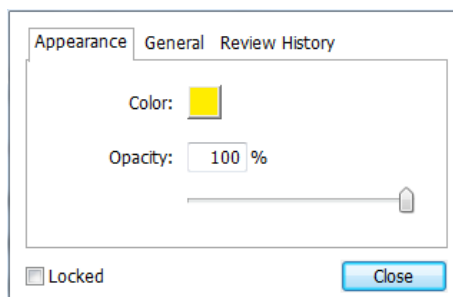 Appearance General Review History
Color:
Opacity: 100 %
Locked Close